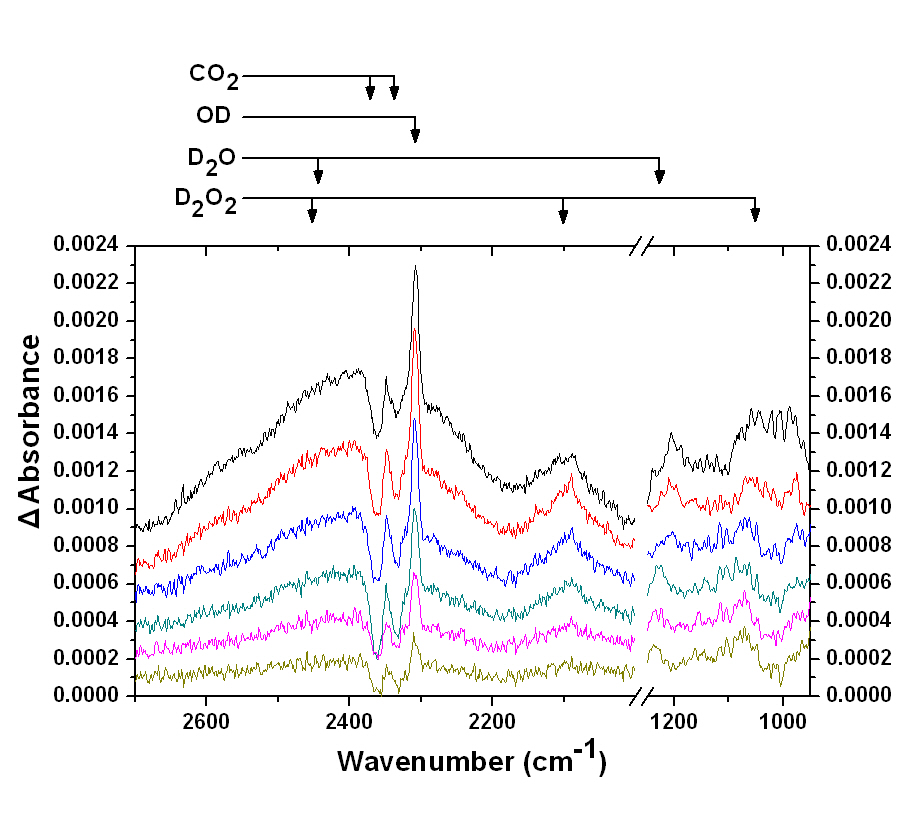 CO2
OD
D2O
D2O2
0.0024 0.0024
0.0022 0.0022
0.0020 0.0020
0.0018 0.0018
0.0016 0.0016
0.0014 0.0014
0.0012 0.0012
0.0010 0.0010
0.0008 0.0008
0.0006 0.0006
0.0004 0.0004
0.0002 0.0002
0.0000 0.0000
Δ Absorbance
2600 2400 2200 1200 1000
Wavenumber (cm-1)